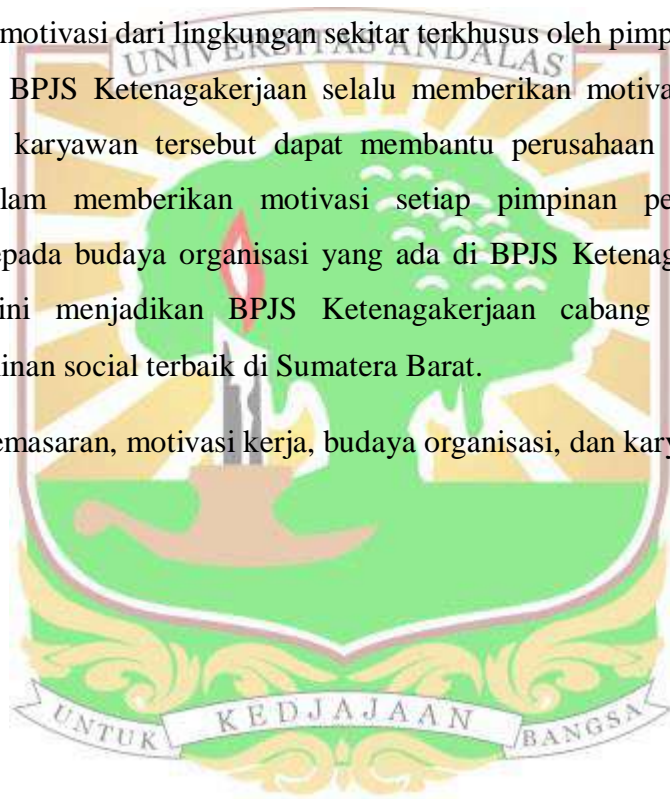 motivasi dari lingkungan sekitar terkhusus oleh pimp
UNIVERSITAS ANDALAS
BPJS Ketenagakerjaan selalu memberikan motiva
karyawan tersebut dapat membantu perusahaan
lam memberikan motivasi setiap pimpinan pe
epada budaya organisasi yang ada di BPJS Ketenag
ini menjadikan BPJS Ketenagakerjaan cabang
inan social terbaik di Sumatera Barat.
emasaran, motivasi kerja, budaya organisasi, dan kary
UNTUK KEDJAJAAN BANGSA